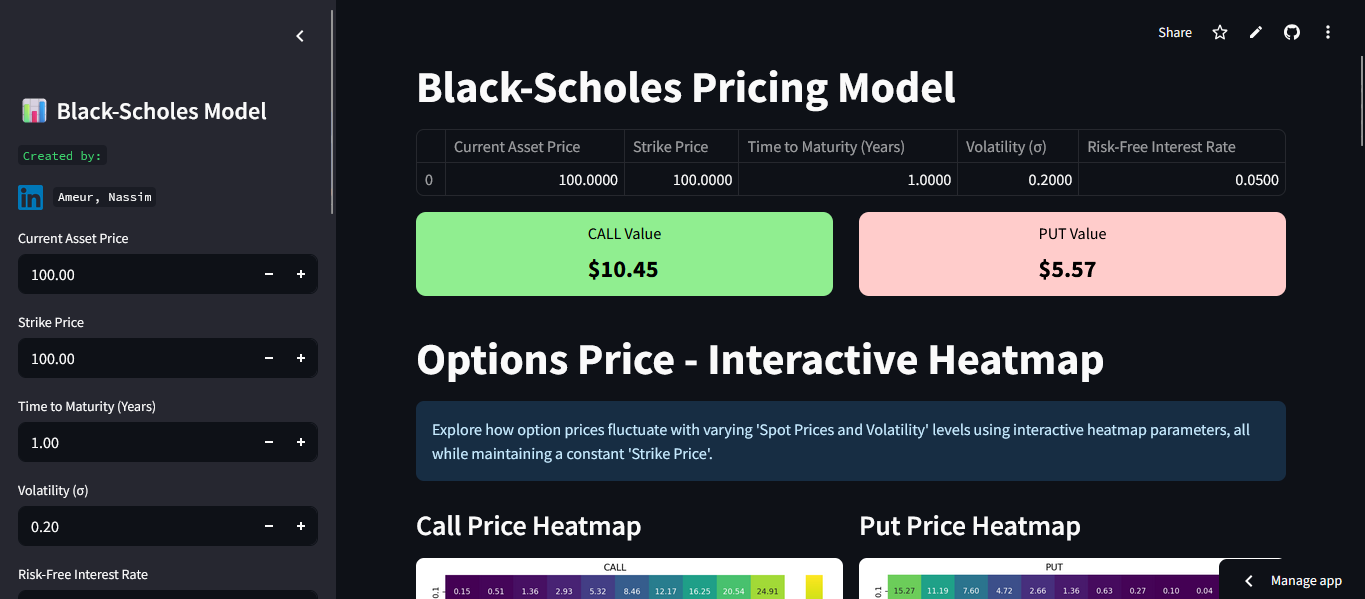 Share
Black-Scholes Model
Created by:
in
Ameur, Nassim
Current Asset Price
100.00 - +
Strike Price
100.00 - +
Time to Maturity (Years)
1.00 - +
Volatility (σ)
0.20 - +
Risk-Free Interest Rate
Black-Scholes Pricing Model
Current Asset Price Strike Price Time to Maturity (Years) Volatility (σ) Risk-Free Interest Rate
0 100.0000 100.0000 1.0000 0.2000 0.0500
CALL Value PUT Value
$10.45 $5.57
Options Price - Interactive Heatmap
Explore how option prices fluctuate with varying 'Spot Prices and Volatility' levels using interactive heatmap parameters, all
while maintaining a constant 'Strike Price'.
Call Price Heatmap Put Price Heatmap
CALL PUT
0.1 0.15 0.51 1.36 2.93 5.32 8.46 12.17 16.25 20.54 24.91
0.1 15.27 11.19 7.60 4.72 2.66 1.36 0.63 0.27 0.10 0.04
Manage app